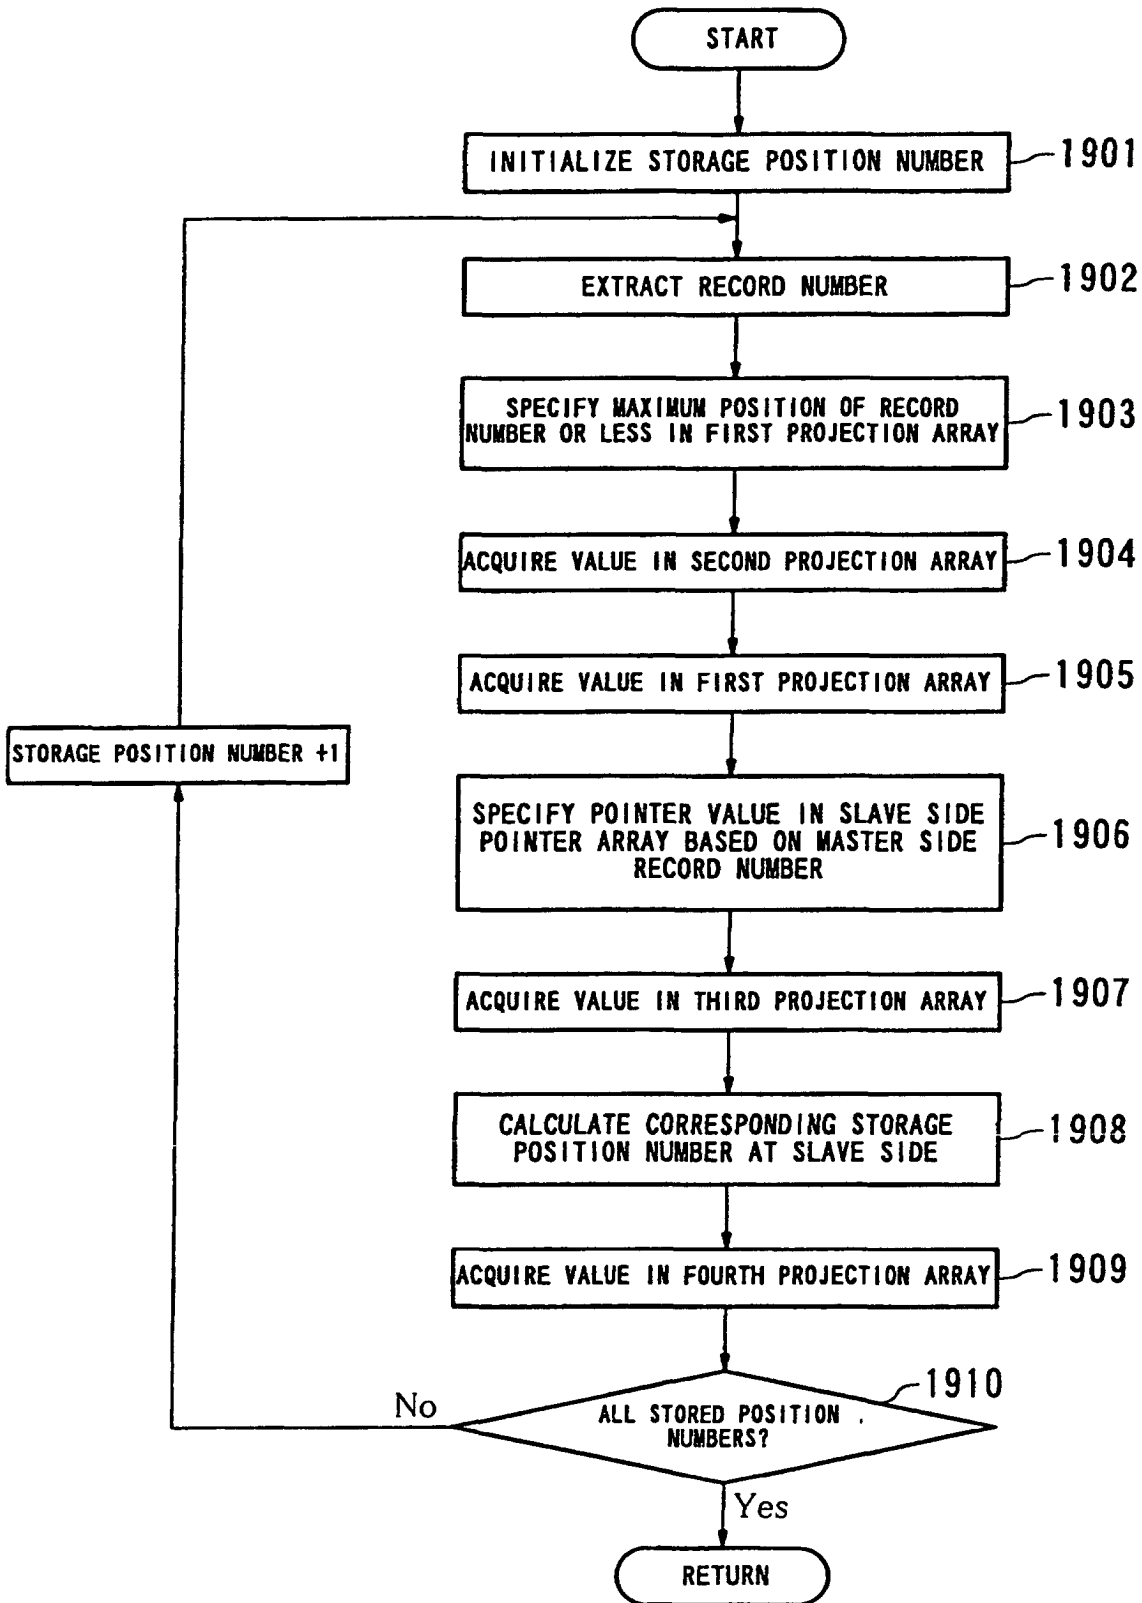 START
INITIALIZE STORAGE POSITION NUMBER
1901
EXTRACT RECORD NUMBER
1902
SPECIFY MAXIMUM POSITION OF RECORD
NUMBER OR LESS IN FIRST PROJECTION ARRAY
1903
ACQUIRE VALUE IN SECOND PROJECTION ARRAY
1904
ACQUIRE VALUE IN FIRST PROJECTION ARRAY
1905
STORAGE POSITION NUMBER +1
SPECIFY POINTER VALUE IN SLAVE SIDE
POINTER ARRAY BASED ON MASTER SIDE
RECORD NUMBER
1906
ACQUIRE VALUE IN THIRD PROJECTION ARRAY
1907
CALCULATE CORRESPONDING STORAGE
POSITION NUMBER AT SLAVE SIDE
1908
ACQUIRE VALUE IN FOURTH PROJECTION ARRAY
1909
1910
No
ALL STORED POSITION
NUMBERS?
Yes
RETURN